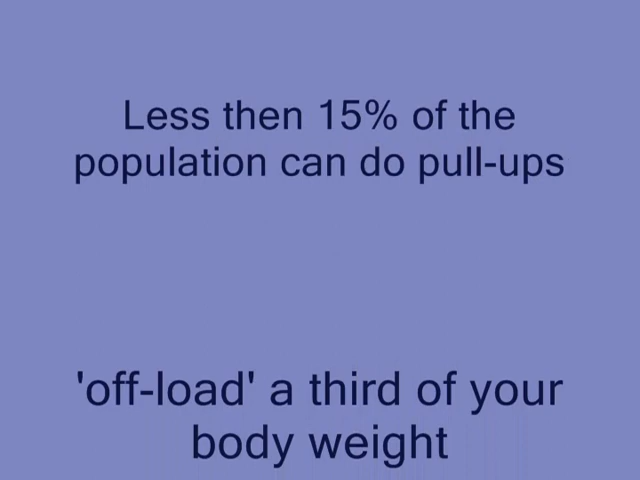 Less then 15% of the
population can do pull-ups
'off-load' a third of your
body weight